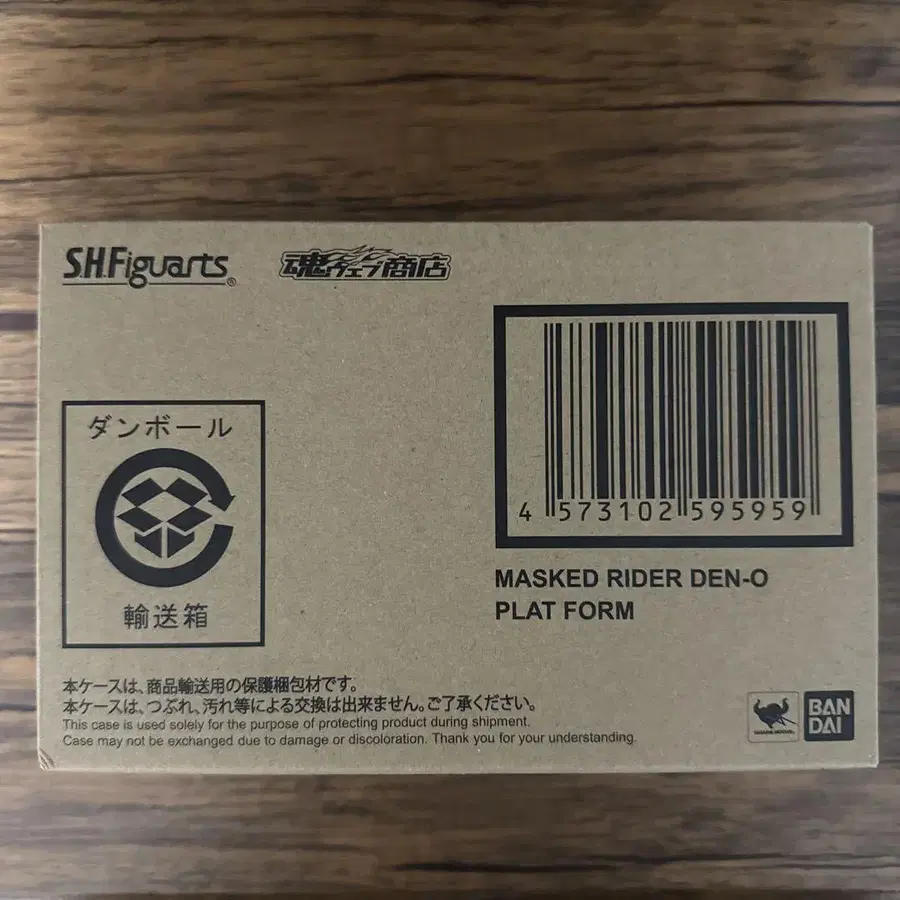 S.H.Figuarts®
魂ウェブ商店
ダンボール
輸送箱
4 573102 595959
MASKED RIDER DEN-O
PLAT FORM
本ケースは、商品輸送用の保護梱包材です。
本ケースは、つぶれ、汚れ等による交換は出来ません。ご了承ください。
This case is used solely for the purpose of protecting product during shipment.
Case may not be exchanged due to damage or discoloration. Thank you for your understanding.
BAN
DAI